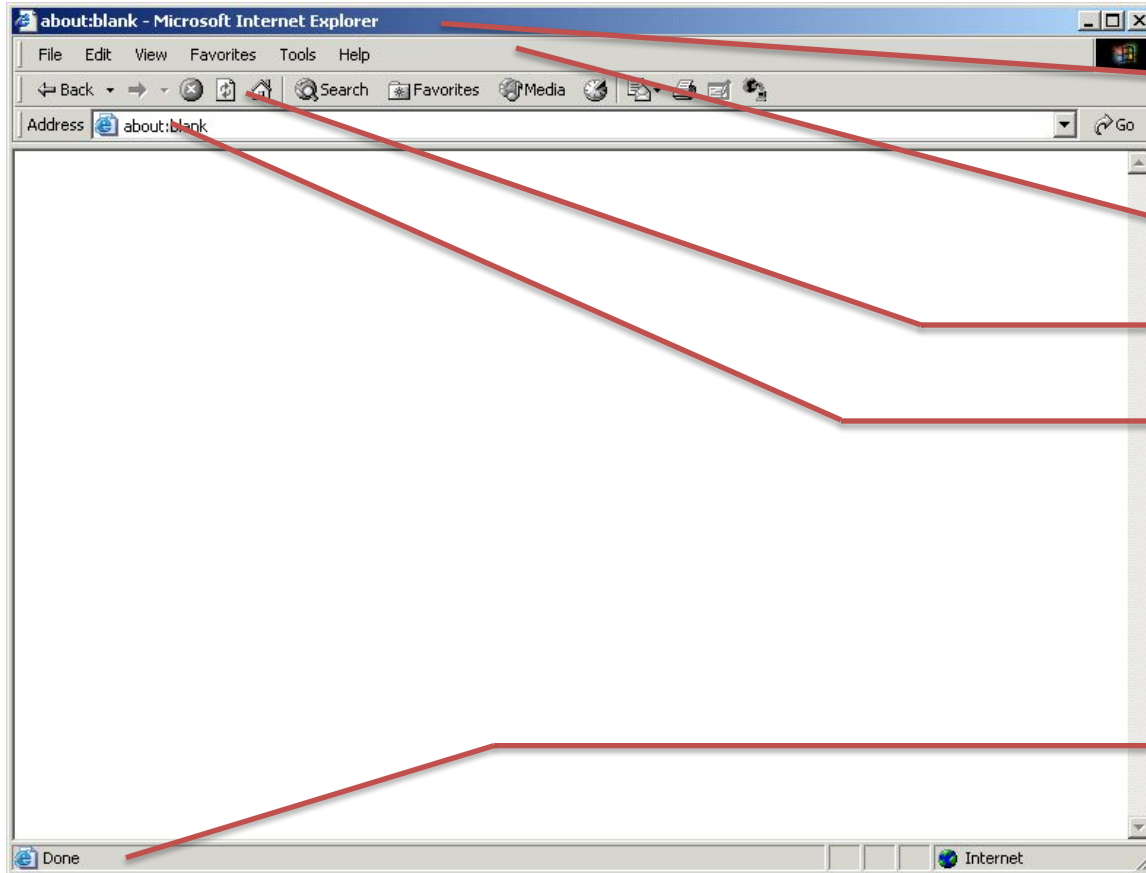 about:blank - Microsoft Internet Explorer
File Edit View Favorites Tools Help
Back Search Favorites Media
Address about:blank Go
Done Internet